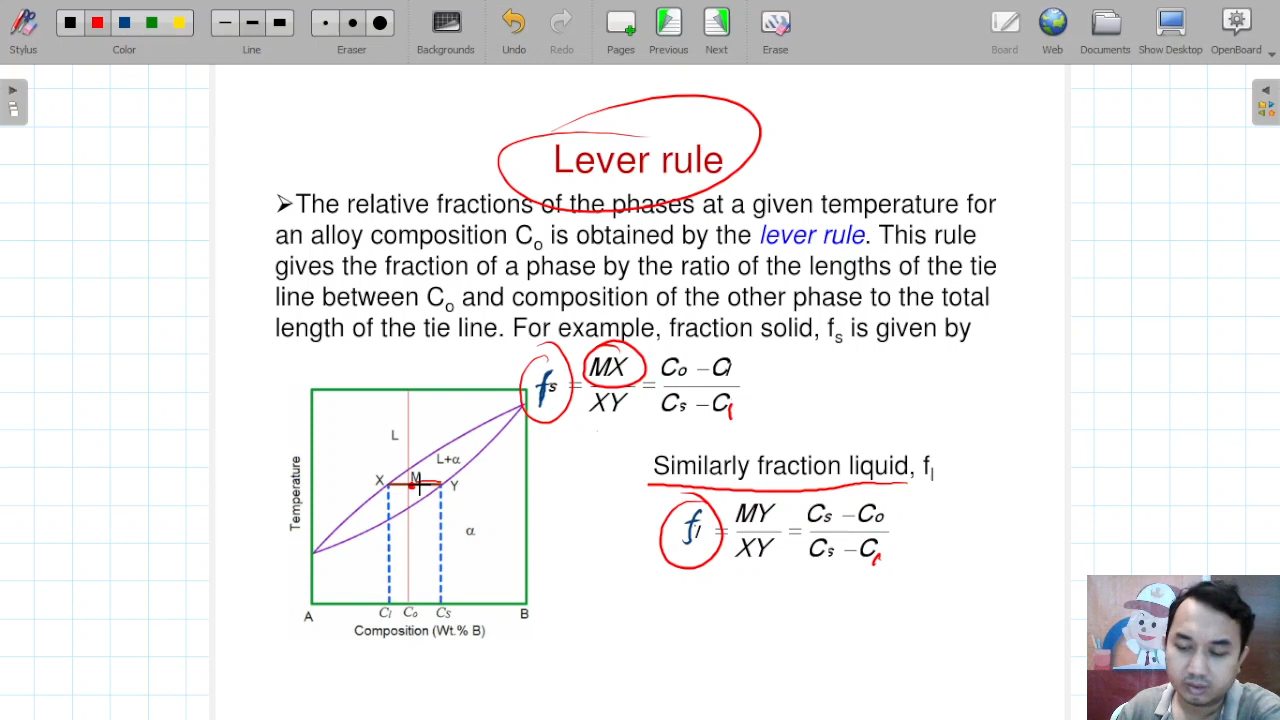 Stylus
Color
Line
Eraser
Backgrounds
Undo
Redo
Pages
Previous
Next
Erase
Board
Web
Documents
Show Desktop
OpenBoard
Lever rule
➢The relative fractions of the phases at a given temperature for
an alloy composition Co is obtained by the lever rule. This rule
gives the fraction of a phase by the ratio of the lengths of the tie
line between Co and composition of the other phase to the total
length of the tie line. For example, fraction solid, fs is given by
fs = MX/XY = Co – Cl/Cs – Cl
Similarly fraction liquid, fl
fl = MY/XY = Cs – Co/Cs – Cl
Temperature
L
L+α
X
M
Y
α
Cl
Co
Cs
A
B
Composition (Wt.% B)